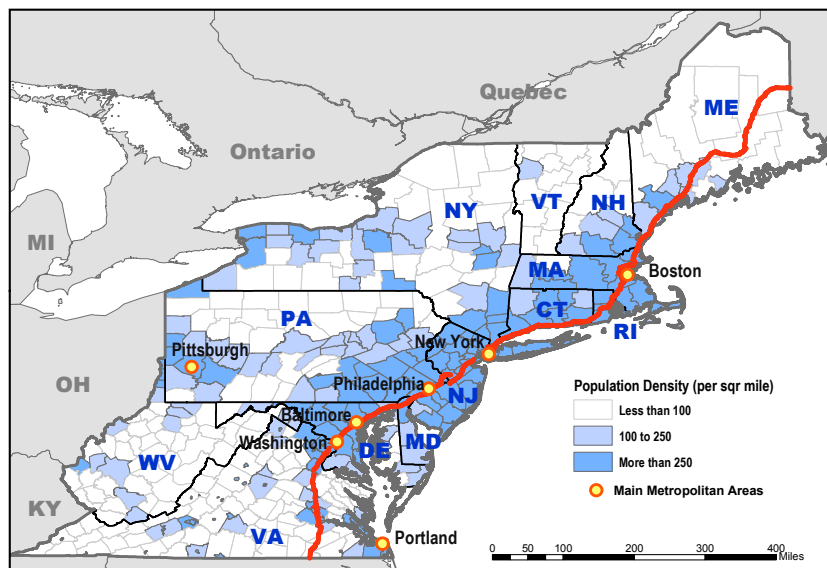 Quebec
ME
Ontario
NY
VT
NH
MI
MA
Boston
CT
PA
RI
New York
Pittsburgh
OH
Philadelphia
NJ
Population Density (per sqr mile)
Less than 100
100 to 250
More than 250
Main Metropolitan Areas
Baltimore
Washington
MD
DE
WV
KY
VA
Portland
0 50 100 200 300 400
Miles